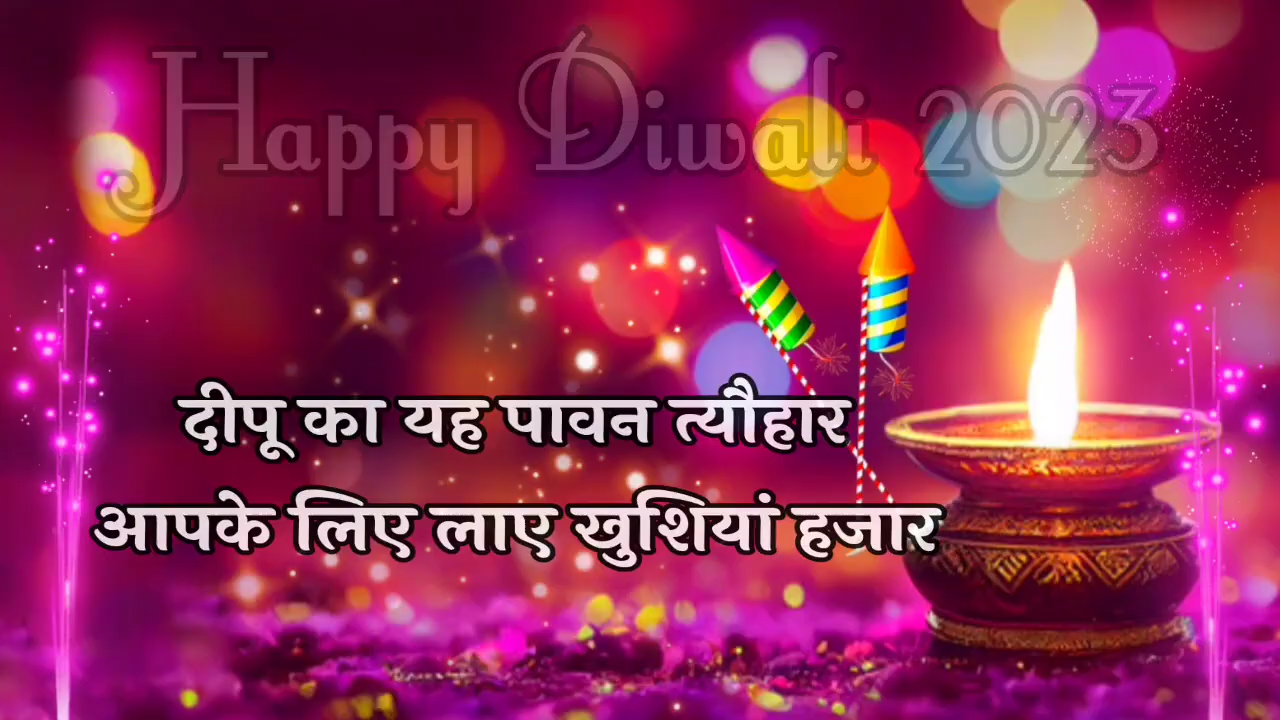 Happy Diwali 2023
दीपू का यह पावन त्यौहार
आपके लिए लाए खुशियां हजार